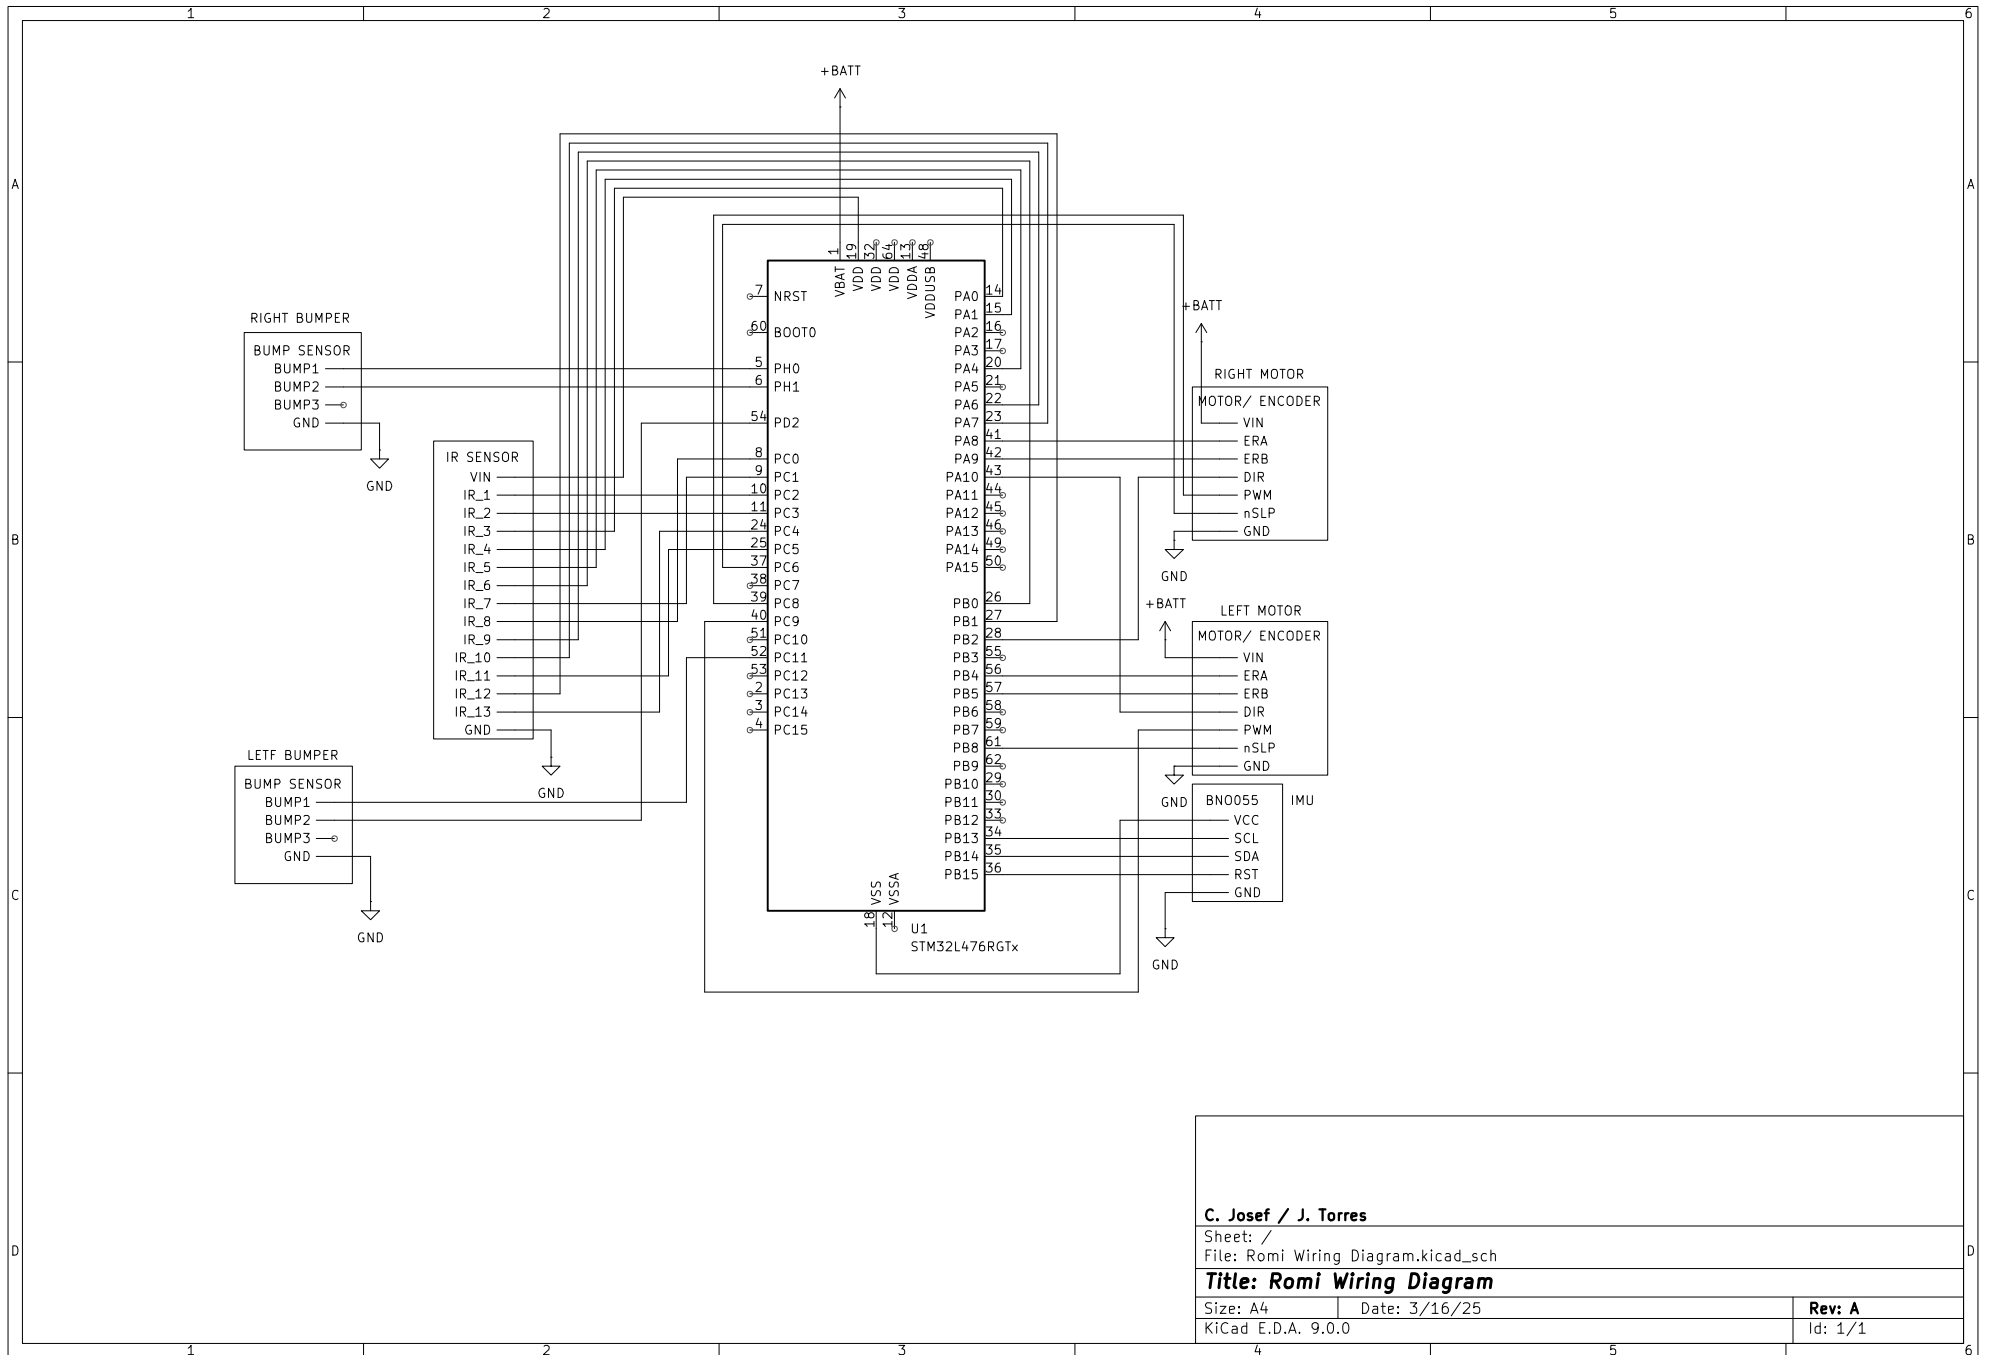 1 2 3 4 5 6
+BATT
A A
1 19 32 64 13 48
VBAT VDD VDD VDD VDDA VDDUSB
7 NRST
60 BOOT0
5 PH0
6 PH1
54 PD2
8 PC0
9 PC1
10 PC2
11 PC3
24 PC4
25 PC5
37 PC6
38 PC7
39 PC8
40 PC9
51 PC10
52 PC11
53 PC12
2 PC13
3 PC14
4 PC15
PA0 14
PA1 15
PA2 16
PA3 17
PA4 20
PA5 21
PA6 22
PA7 23
PA8 41
PA9 42
PA10 43
PA11 44
PA12 45
PA13 46
PA14 49
PA15 50
PB0 26
PB1 27
PB2 28
PB3 55
PB4 56
PB5 57
PB6 58
PB7 59
PB8 61
PB9 62
PB10 29
PB11 30
PB12 33
PB13 34
PB14 35
PB15 36
VSS VSSA
18 12
U1
STM32L476RGTx
RIGHT BUMPER
BUMP SENSOR
BUMP1
BUMP2
BUMP3
GND
GND
IR SENSOR
VIN
IR_1
IR_2
IR_3
IR_4
IR_5
IR_6
IR_7
IR_8
IR_9
IR_10
IR_11
IR_12
IR_13
GND
GND
LETF BUMPER
BUMP SENSOR
BUMP1
BUMP2
BUMP3
GND
GND
+BATT
RIGHT MOTOR
MOTOR/ ENCODER
VIN
ERA
ERB
DIR
PWM
nSLP
GND
GND
+BATT
LEFT MOTOR
MOTOR/ ENCODER
VIN
ERA
ERB
DIR
PWM
nSLP
GND
GND
BNO055 IMU
VCC
SCL
SDA
RST
GND
GND
B B
C C
D D
C. Josef / J. Torres
Sheet: /
File: Romi Wiring Diagram.kicad_sch
Title: Romi Wiring Diagram
Size: A4 Date: 3/16/25 Rev: A
KiCad E.D.A. 9.0.0 Id: 1/1
1 2 3 4 5 6